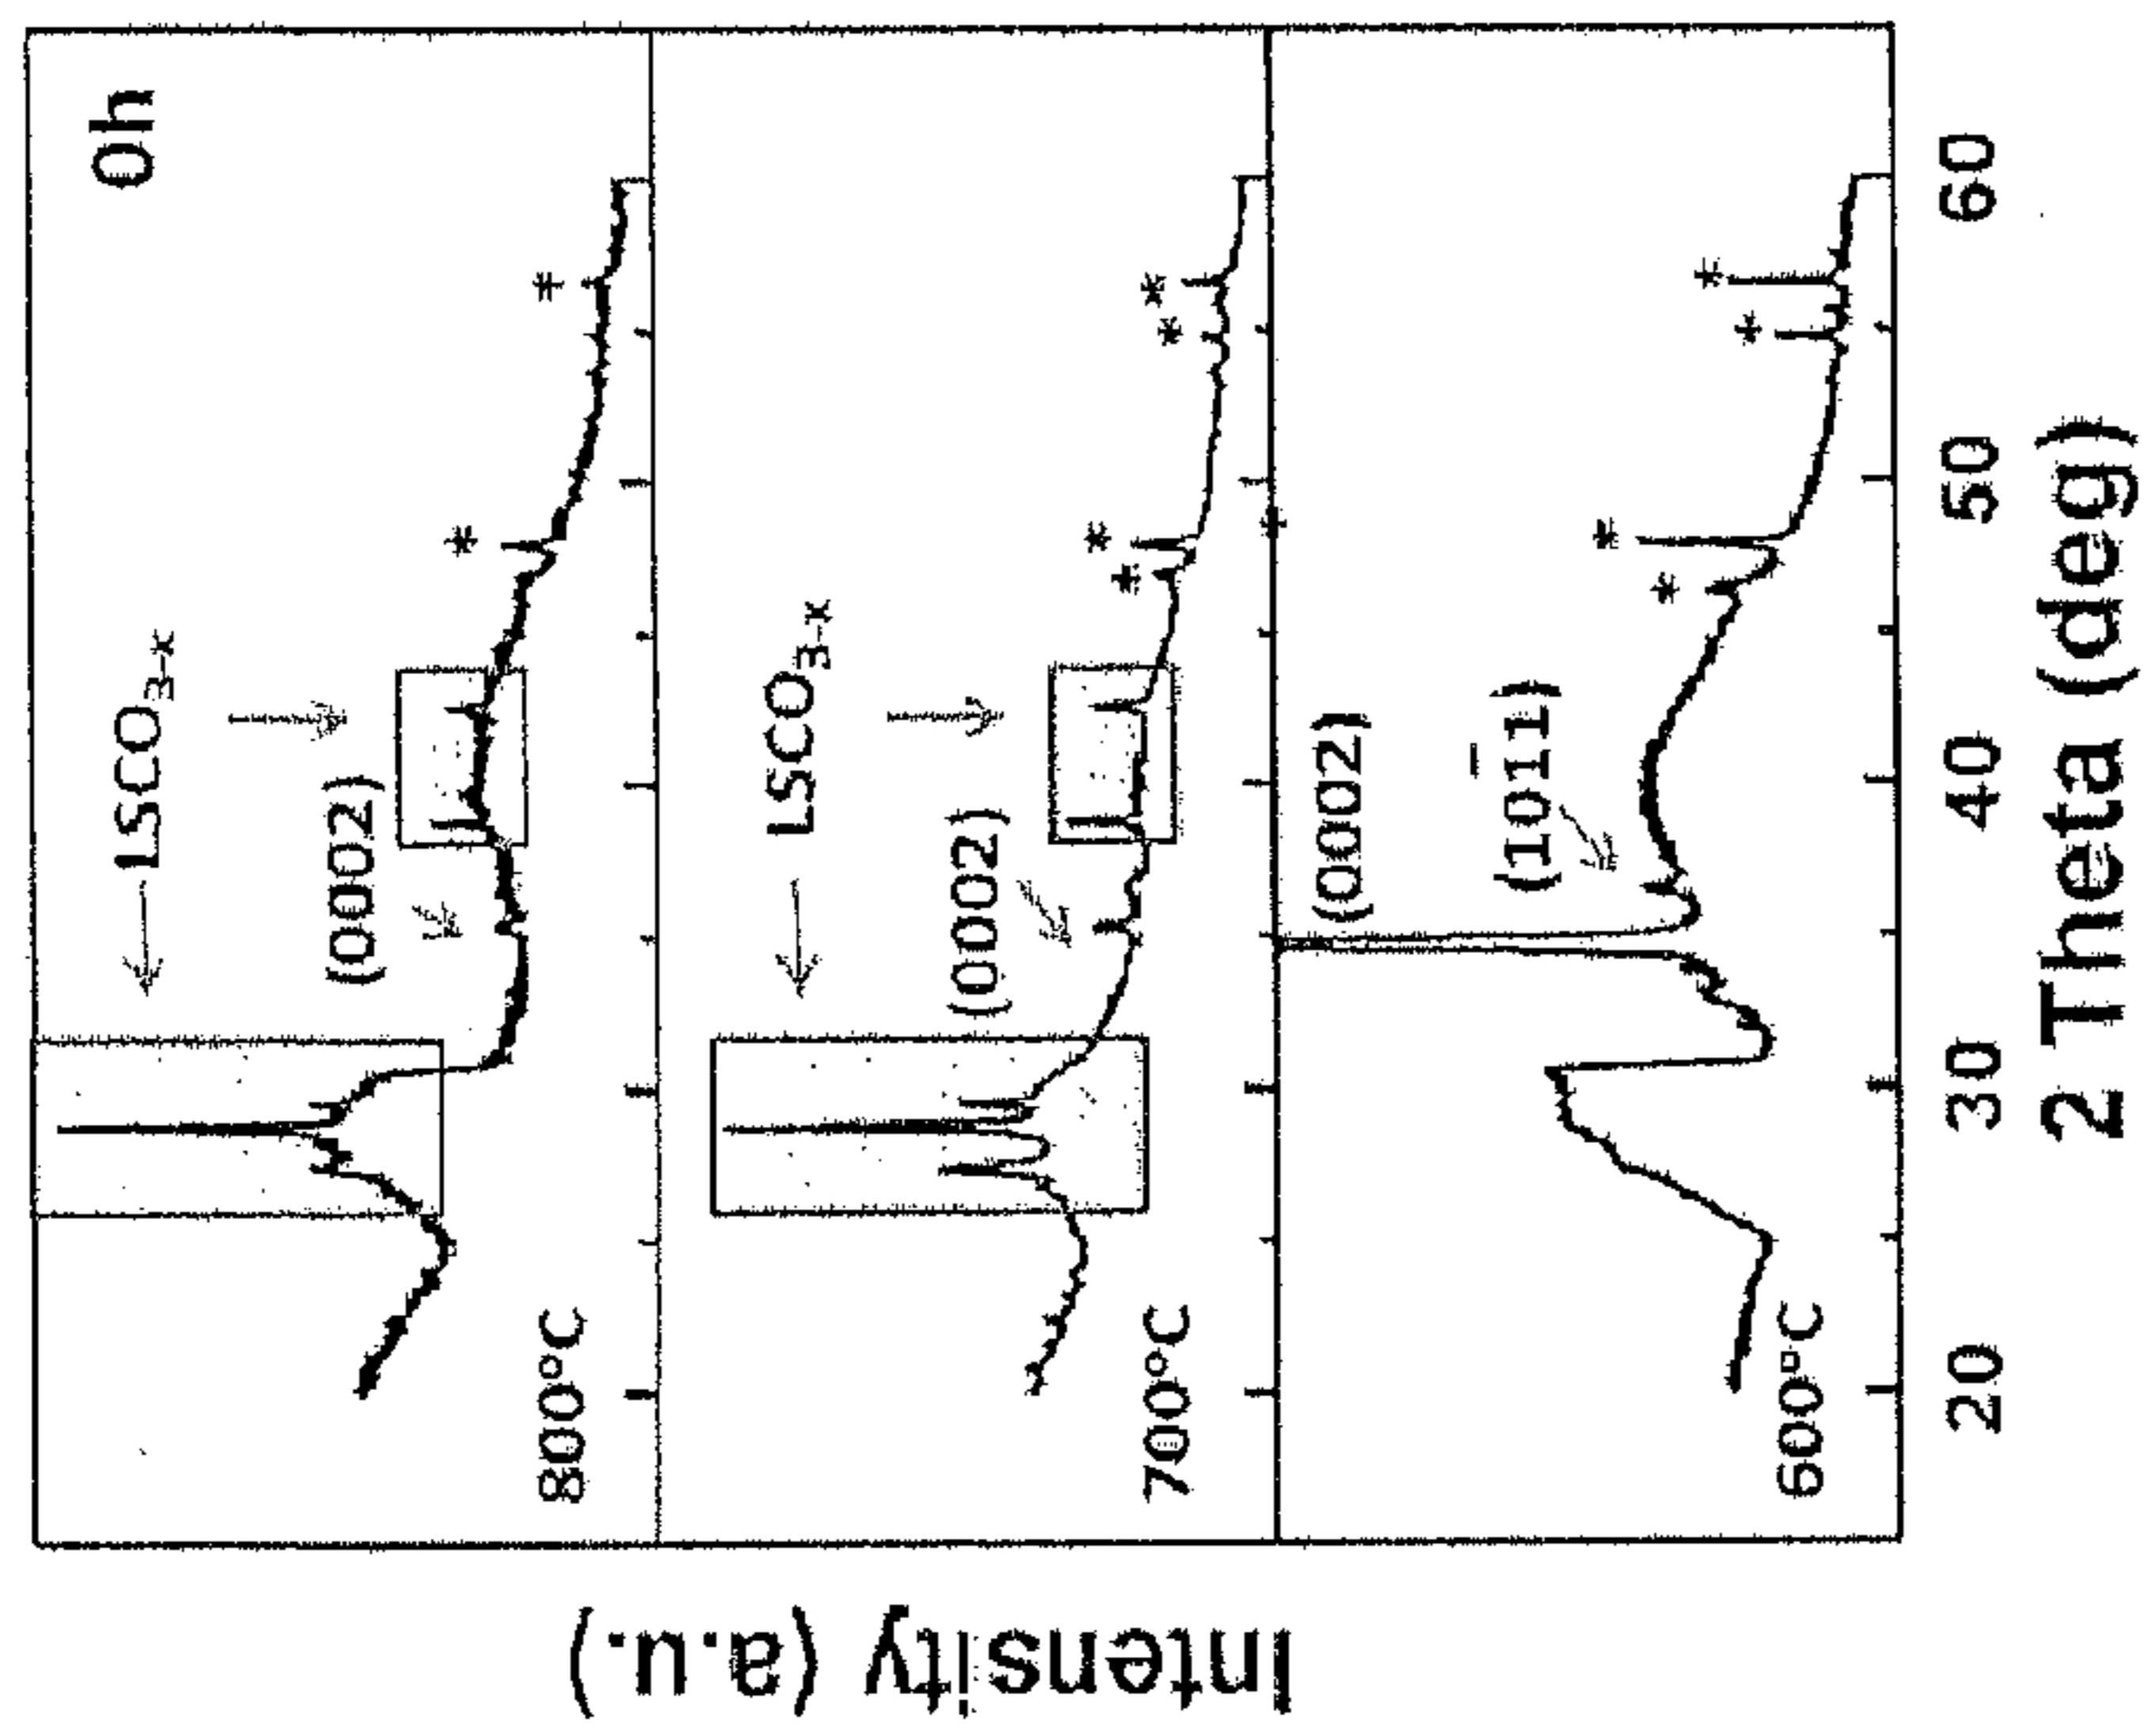 0h
LSCO3-x
(0002)
*
*
800°C
LSCO3-x
(0002)
*
*
*
*
700°C
(0002)
(1011)
*
*
*
*
600°C
20 30 40 50 60
2 Theta (deg)
Intensity (a.u.)